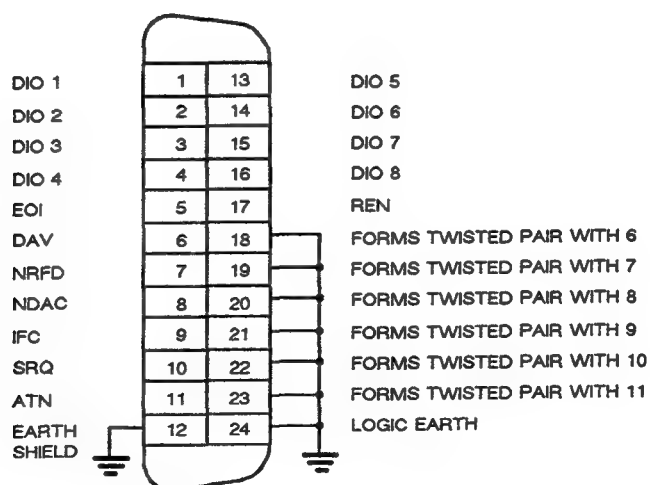 DIO 1 1 13 DIO 5
DIO 2 2 14 DIO 6
DIO 3 3 15 DIO 7
DIO 4 4 16 DIO 8
EOI 5 17 REN
DAV 6 18 FORMS TWISTED PAIR WITH 6
NRFD 7 19 FORMS TWISTED PAIR WITH 7
NDAC 8 20 FORMS TWISTED PAIR WITH 8
IFC 9 21 FORMS TWISTED PAIR WITH 9
SRQ 10 22 FORMS TWISTED PAIR WITH 10
ATN 11 23 FORMS TWISTED PAIR WITH 11
EARTH 12 24 LOGIC EARTH
SHIELD